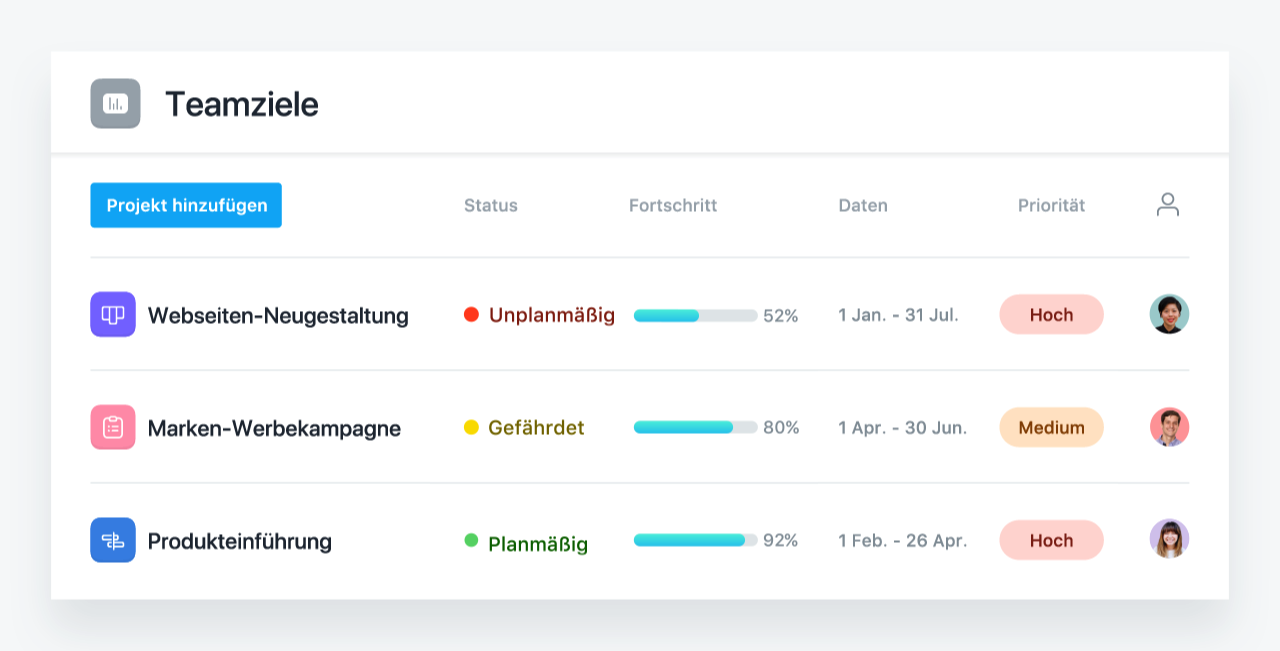 Teamziele
Projekt hinzufügen Status Fortschritt Daten Priorität
Webseiten-Neugestaltung Unplanmäßig 52% 1 Jan. - 31 Jul. Hoch
Marken-Werbekampagne Gefährdet 80% 1 Apr. - 30 Jun. Medium
Produkteinführung Planmäßig 92% 1 Feb. - 26 Apr. Hoch